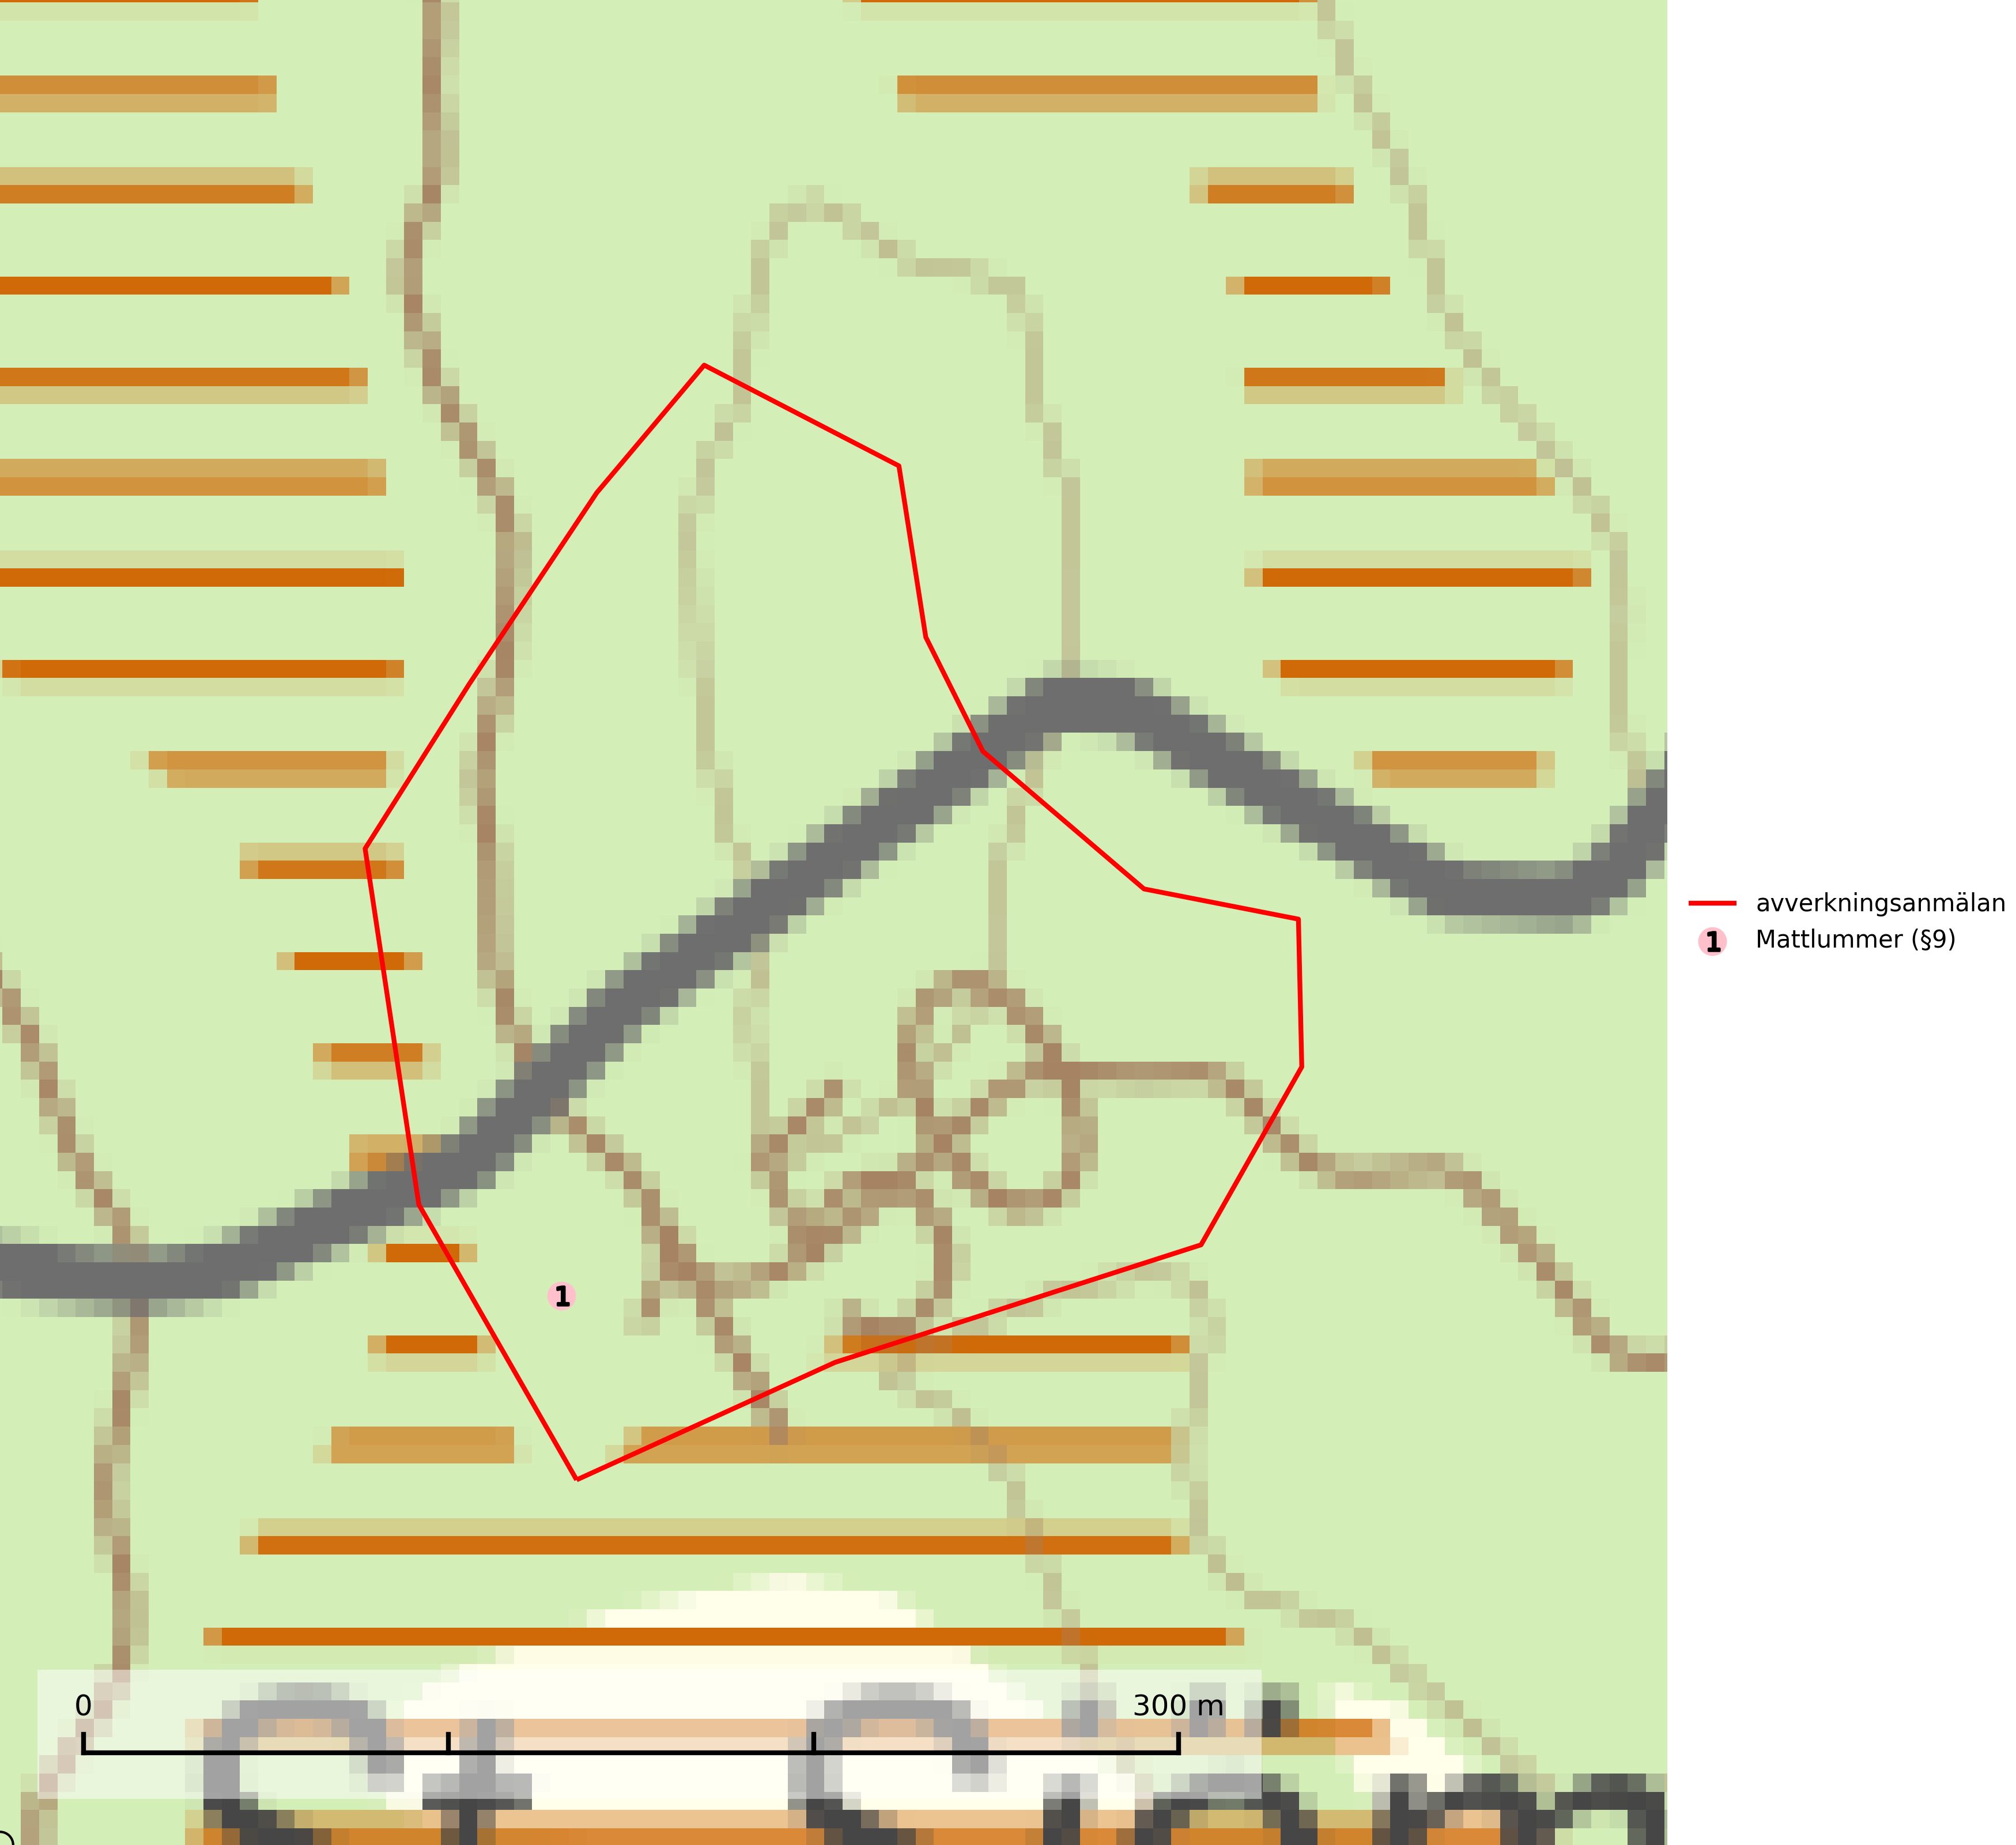 avverkningsanmälan
1 Mattlummer (§9)
1
0 300 m